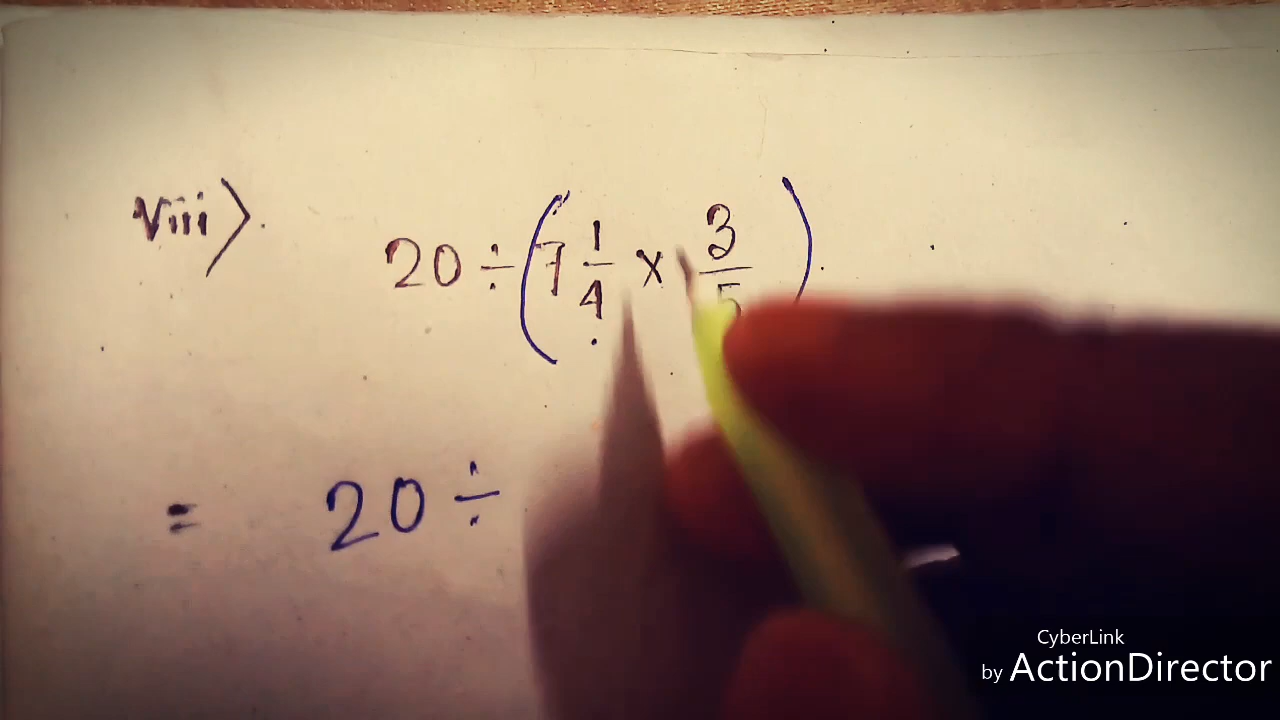 viii) 20 ÷ (7 1/4 × 3/5)
= 20 ÷
CyberLink
by ActionDirector